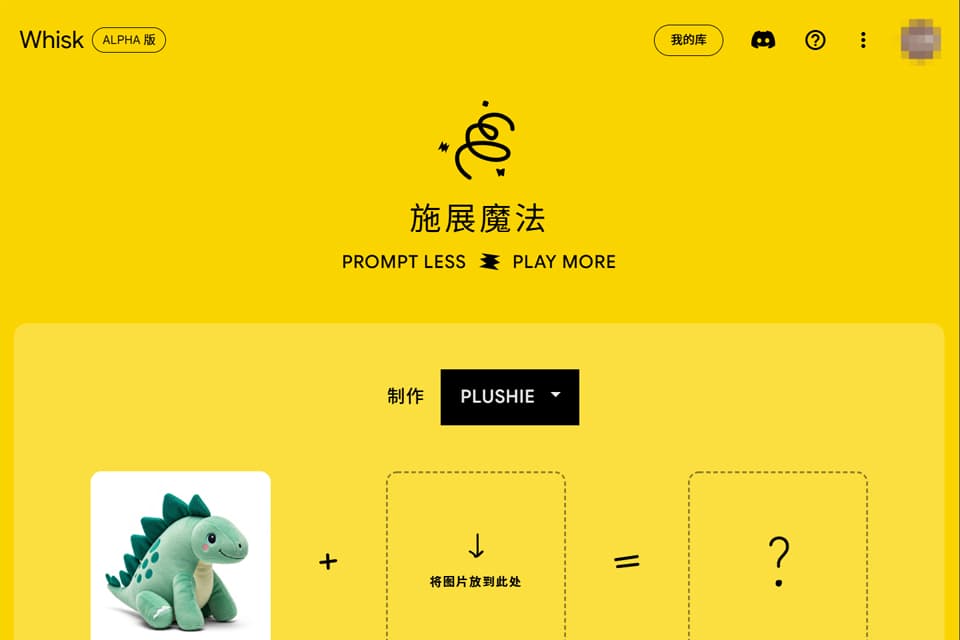 Whisk ALPHA 版 我的库
施展魔法
PROMPT LESS PLAY MORE
制作 PLUSHIE
+ =
将图片放到此处
?